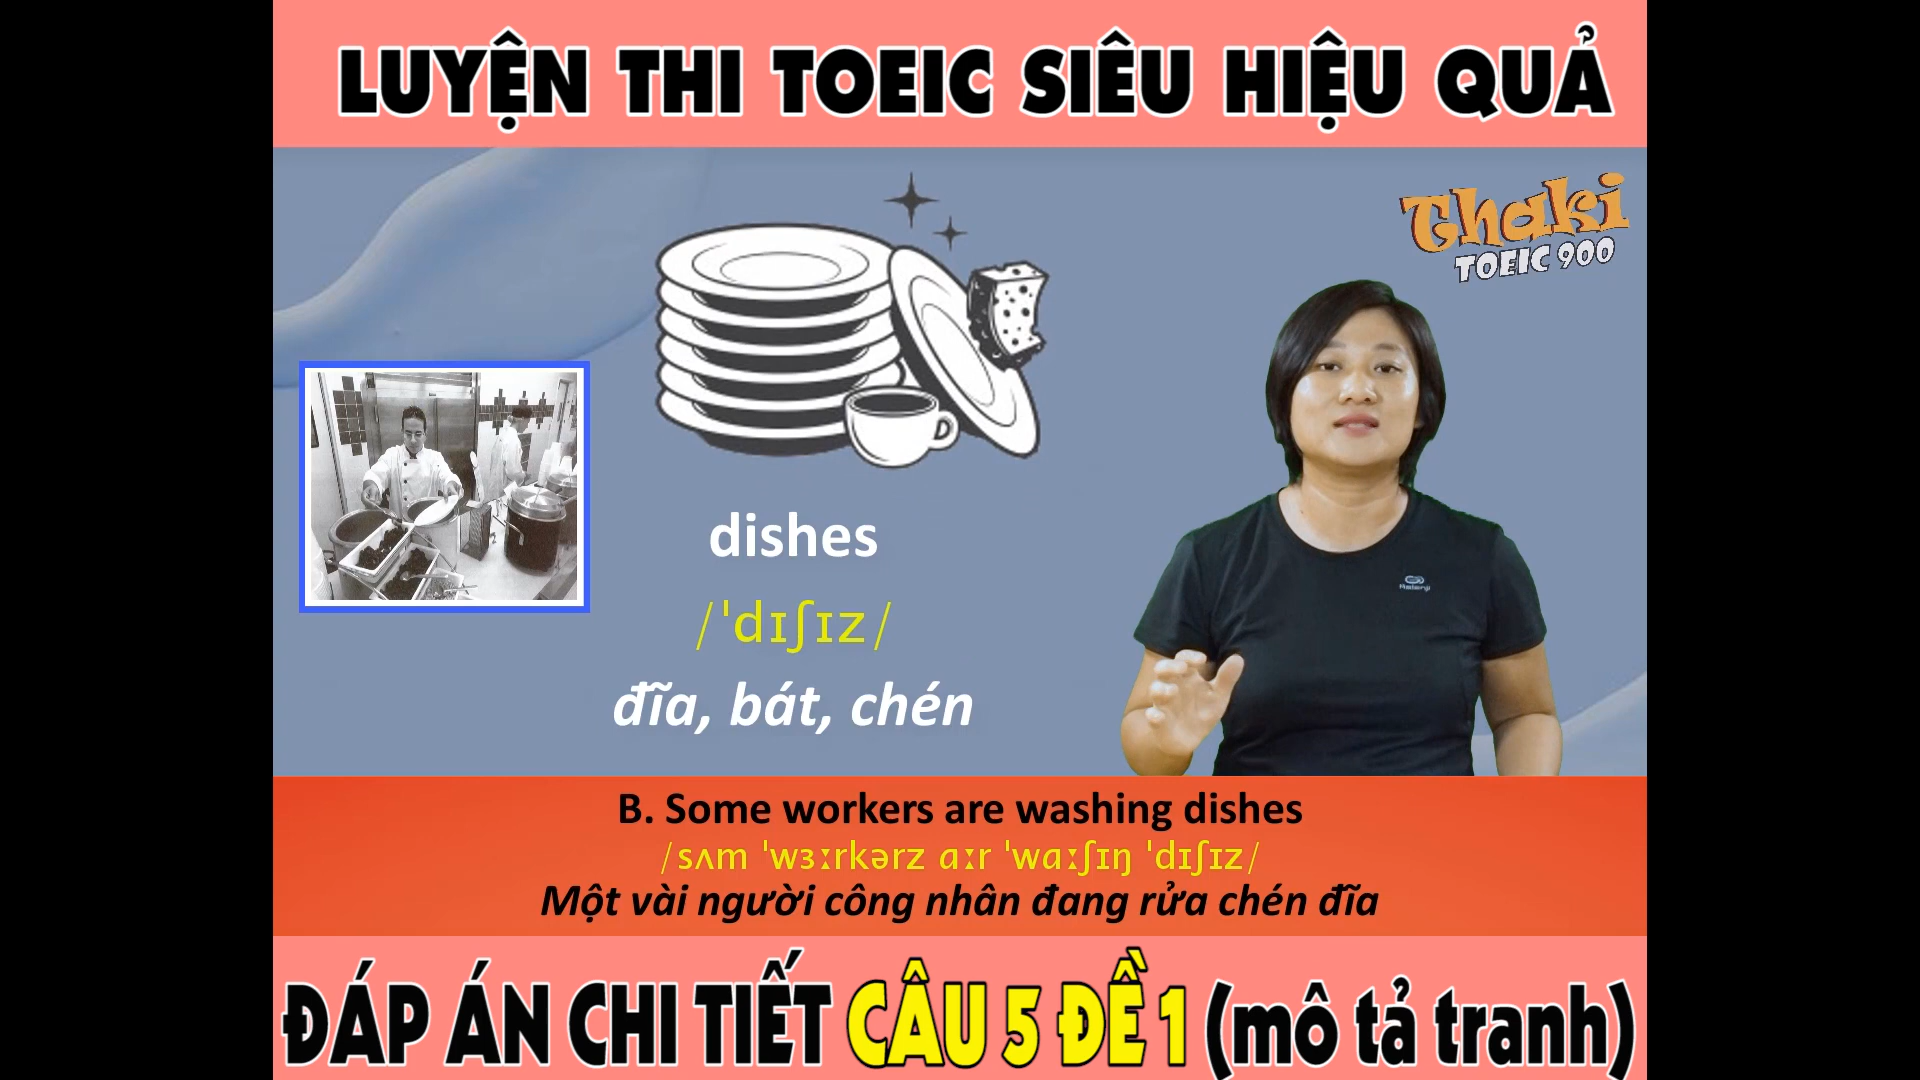 LUYỆN THI TOEIC SIÊU HIỆU QUẢ
Thaki
TOEIC 900
dishes
/ˈdɪʃɪz/
đĩa, bát, chén
B. Some workers are washing dishes
/sʌm ˈwɜːrkərz ɑːr ˈwɑːʃɪŋ ˈdɪʃɪz/
Một vài người công nhân đang rửa chén đĩa
ĐÁP ÁN CHI TIẾT CÂU 5 ĐỀ 1 (mô tả tranh)